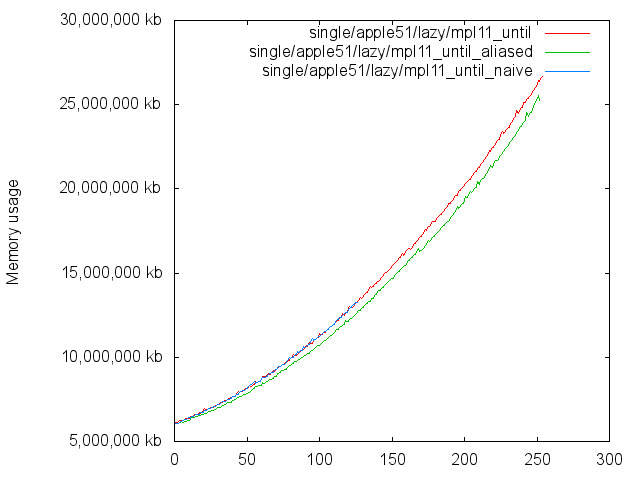 30,000,000 kb
25,000,000 kb
20,000,000 kb
15,000,000 kb
10,000,000 kb
5,000,000 kb
Memory usage
single/apple51/lazy/mpl11_until
single/apple51/lazy/mpl11_until_aliased
single/apple51/lazy/mpl11_until_naive
0 50 100 150 200 250 300